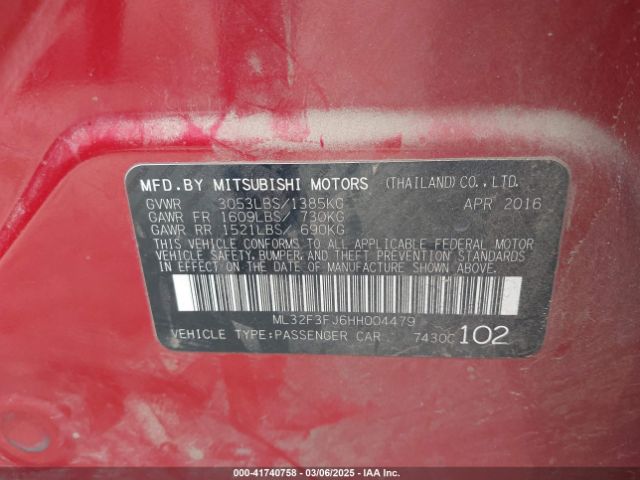 MFD.BY MITSUBISHI MOTORS (THAILAND)CO.,LTD.
GVWR 3053LBS/1385KG APR 2016
GAWR FR 1609LBS/ 730KG
GAWR RR 1521LBS/ 690KG
THIS VEHICLE CONFORMS TO ALL APPLICABLE FEDERAL MOTOR
VEHICLE SAFETY,BUMPER, AND THEFT PREVENTION STANDARDS
IN EFFECT ON THE DATE OF MANUFACTURE SHOWN ABOVE.
ML32F3FJ6HH004479
VEHICLE TYPE:PASSENGER CAR 7430C 102
000-41740758 - 03/06/2025 - IAA Inc.